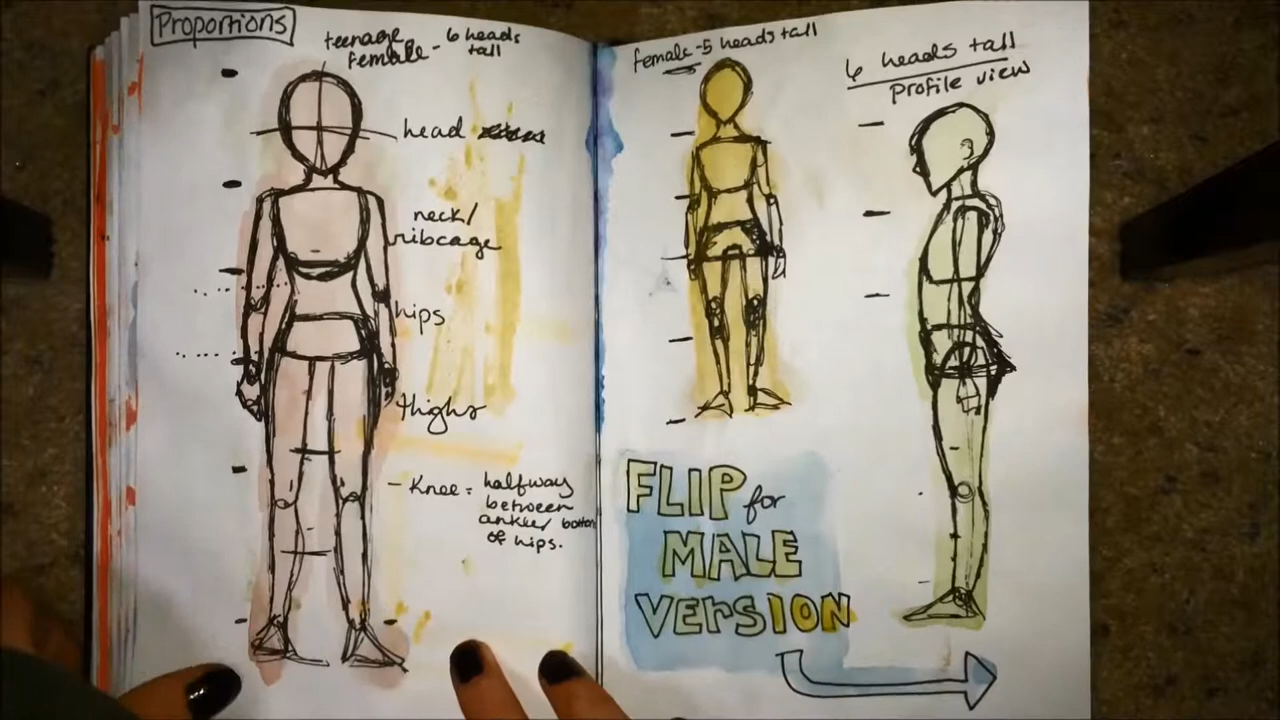 Proportions
teenage
female - 6 heads
tall
head
neck/
ribcage
hips
thighs
- Knee = halfway
between
ankle/ bottom
of hips.
female - 5 heads tall
6 heads tall
Profile view
FLIP for
MALE
VERSION